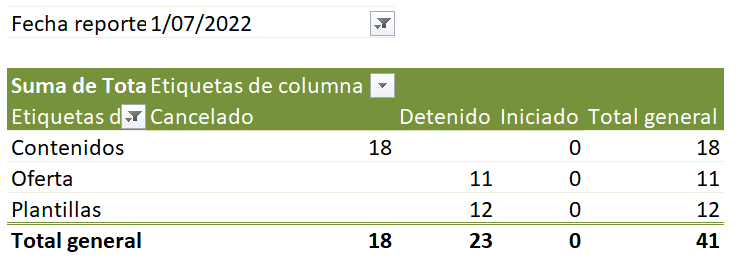 Fecha reporte 1/07/2022
Suma de Tota Etiquetas de columna
Etiquetas d Cancelado Detenido Iniciado Total general
Contenidos 18 0 18
Oferta 11 0 11
Plantillas 12 0 12
Total general 18 23 0 41